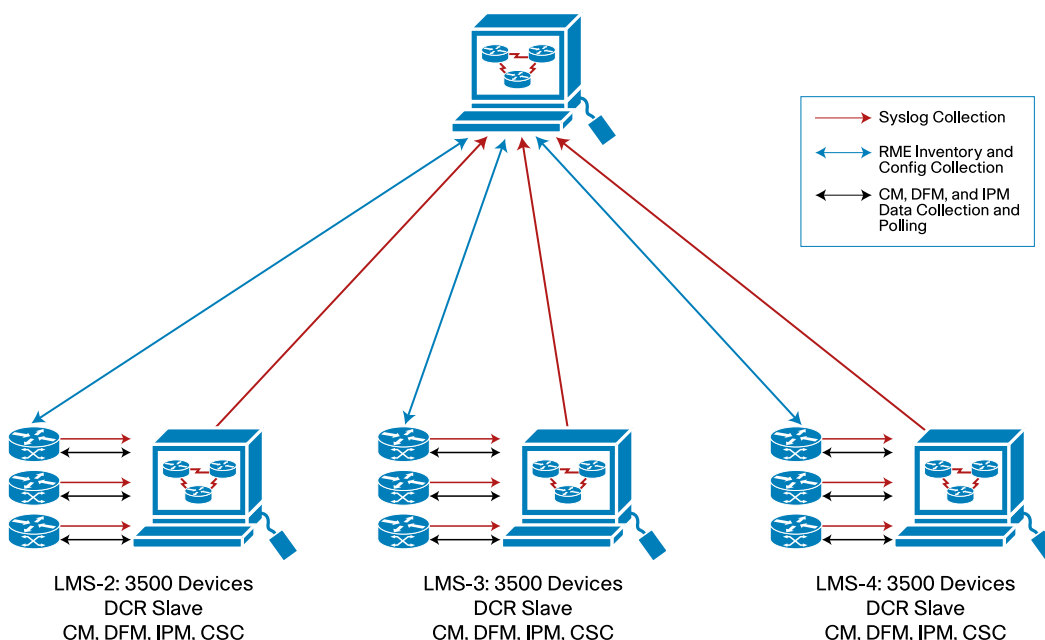 Syslog Collection
RME Inventory and
Config Collection
CM, DFM, and IPM
Data Collection and
Polling
LMS-2: 3500 Devices
DCR Slave
CM, DFM, IPM, CSC
LMS-3: 3500 Devices
DCR Slave
CM, DFM, IPM, CSC
LMS-4: 3500 Devices
DCR Slave
CM, DFM, IPM, CSC